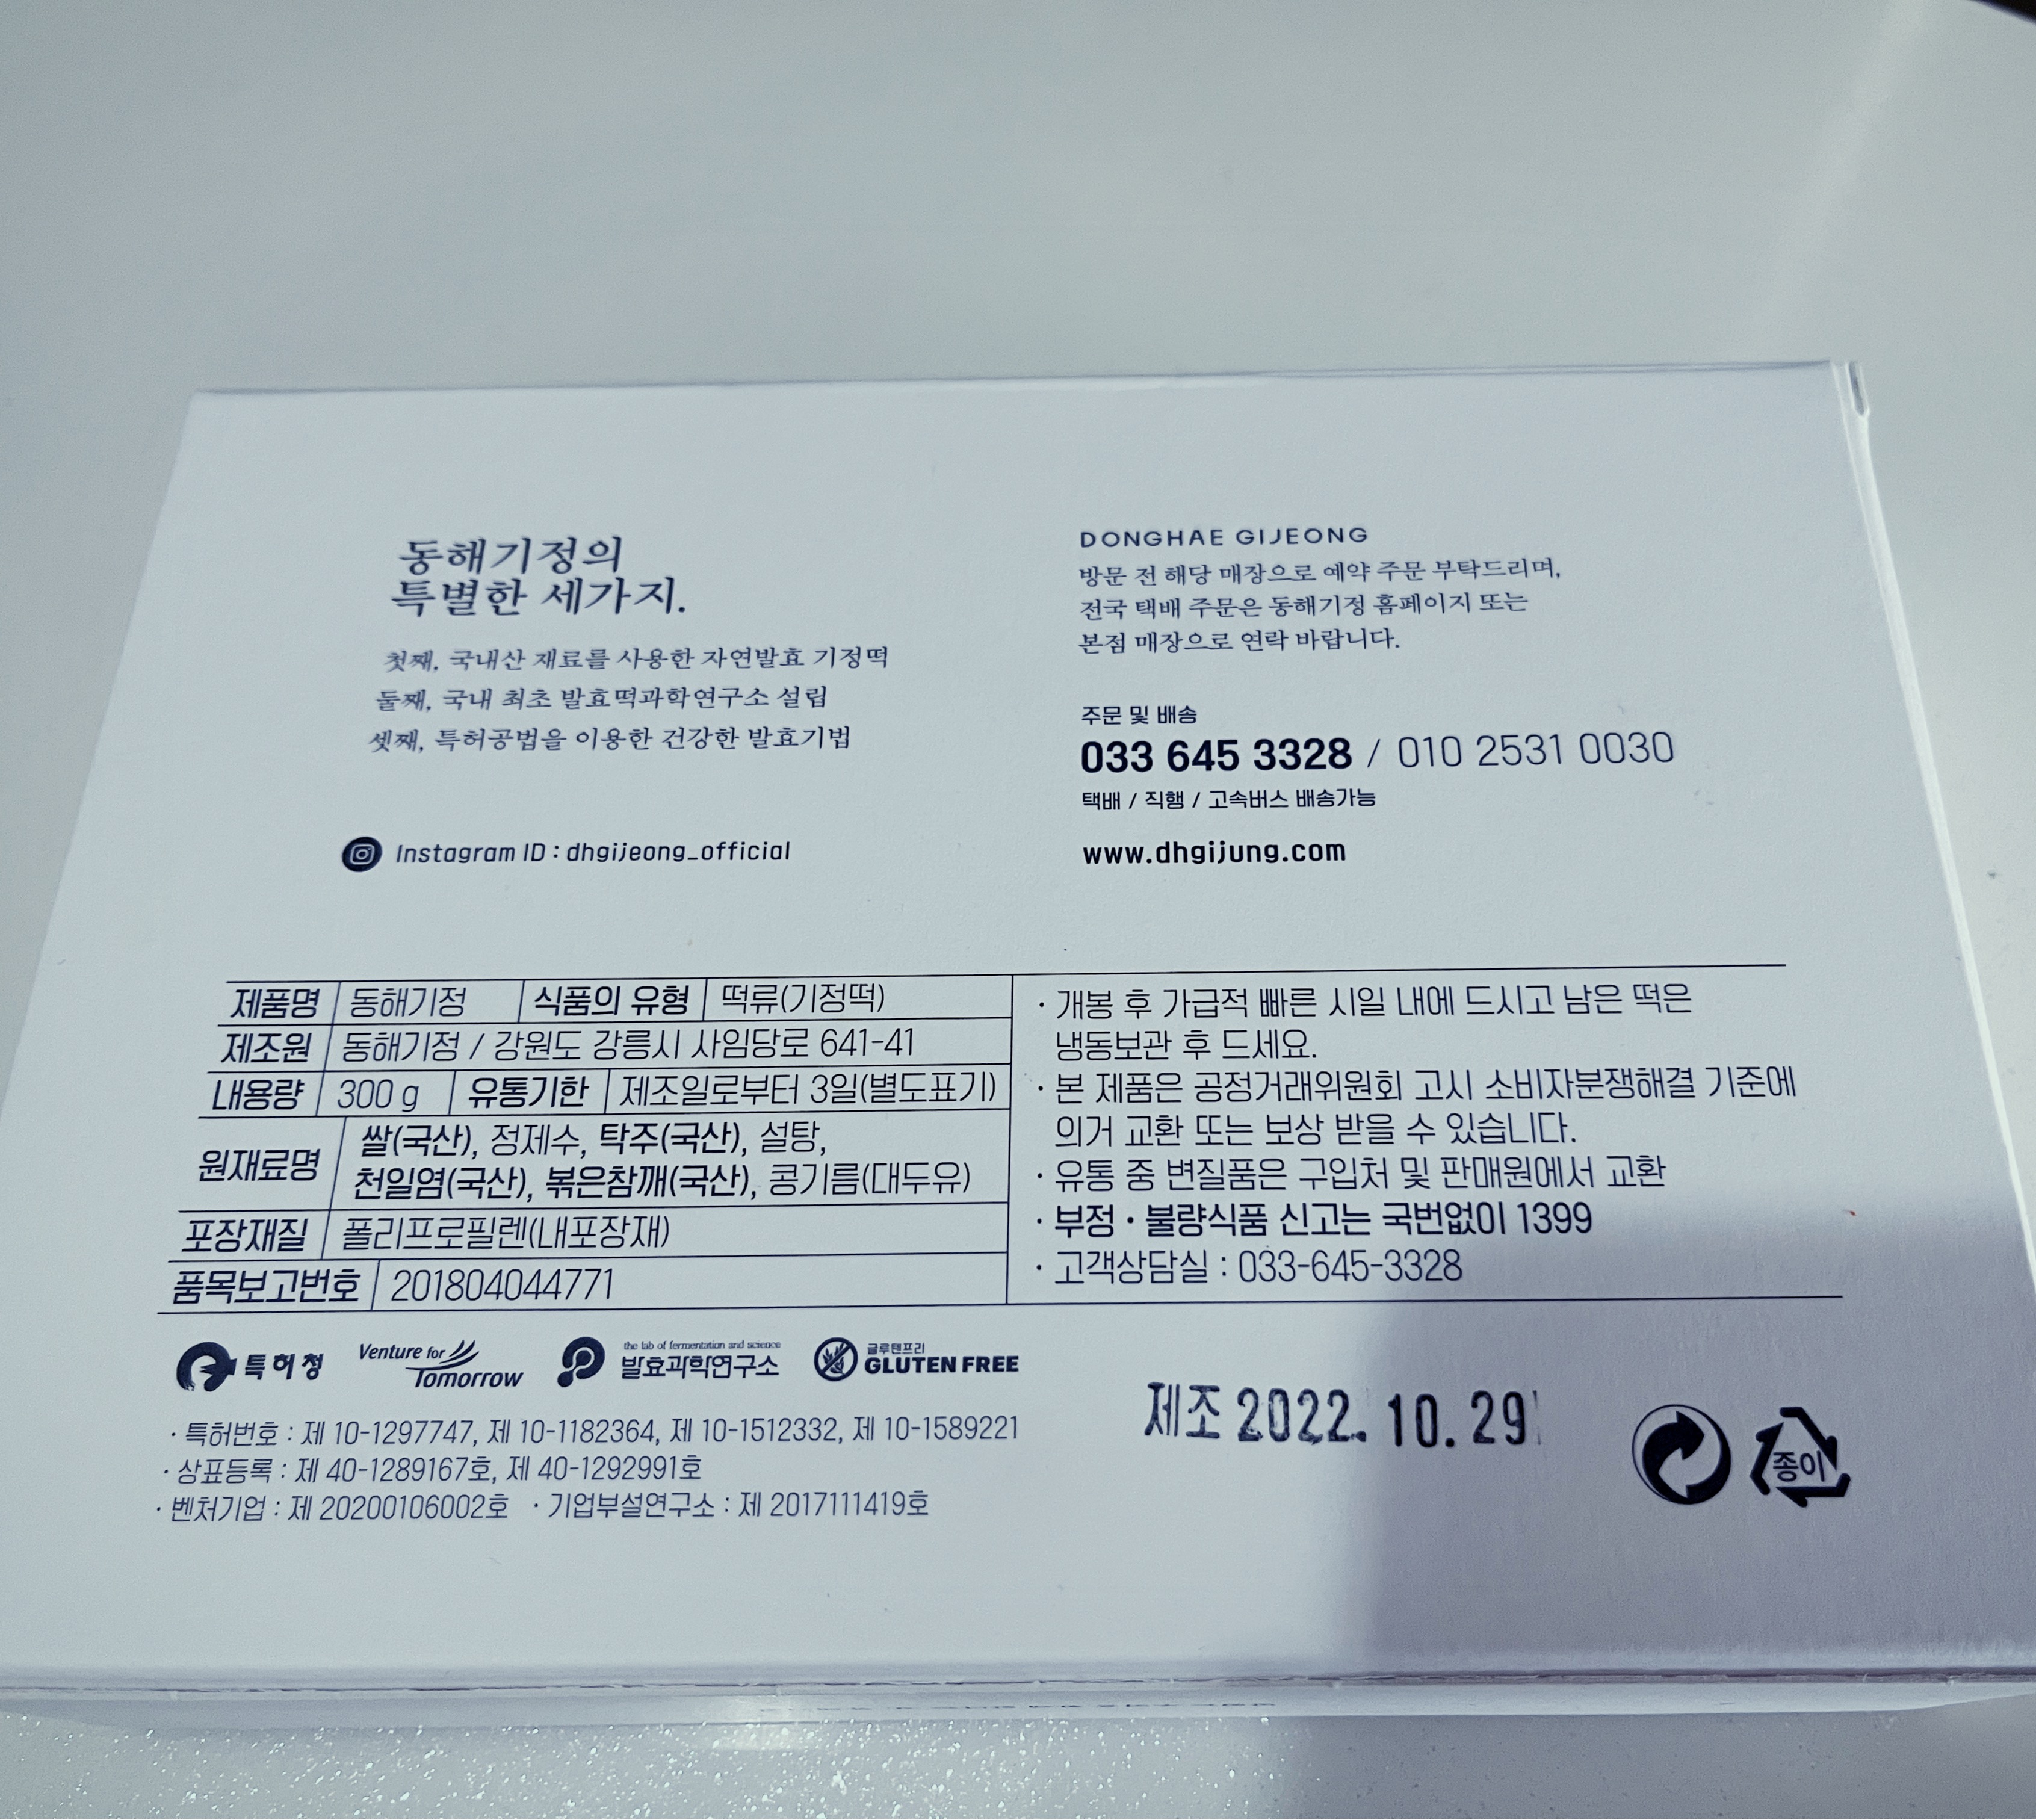 동해기정의
특별한 세가지.
첫째, 국내산 재료를 사용한 자연발효 기정떡
둘째, 국내 최초 발효떡과학연구소 설립
셋째, 특허공법을 이용한 건강한 발효기법
Instagram ID : dhgijeong_official
DONGHAE GIJEONG
방문 전 해당 매장으로 예약 주문 부탁드리며,
전국 택배 주문은 동해기정 홈페이지 또는
본점 매장으로 연락 바랍니다.
주문 및 배송
033 645 3328 / 010 2531 0030
택배 / 직행 / 고속버스 배송가능
www.dhgijung.com
제품명 동해기정 식품의 유형 떡류(기정떡)
제조원 동해기정 / 강원도 강릉시 사임당로 641-41
내용량 300 g 유통기한 제조일로부터 3일(별도표기)
원재료명 쌀(국산), 정제수, 탁주(국산), 설탕,
천일염(국산), 볶은참깨(국산), 콩기름(대두유)
포장재질 폴리프로필렌(내포장재)
품목보고번호 201804044771
· 개봉 후 가급적 빠른 시일 내에 드시고 남은 떡은
냉동보관 후 드세요.
· 본 제품은 공정거래위원회 고시 소비자분쟁해결 기준에
의거 교환 또는 보상 받을 수 있습니다.
· 유통 중 변질품은 구입처 및 판매원에서 교환
· 부정 · 불량식품 신고는 국번없이 1399
· 고객상담실 : 033-645-3328
특허청
Venture for
Tomorrow
the lab of fermentation and science
발효과학연구소
글루텐프리
GLUTEN FREE
· 특허번호 : 제 10-1297747, 제 10-1182364, 제 10-1512332, 제 10-1589221
· 상표등록 : 제 40-1289167호, 제 40-1292991호
· 벤처기업 : 제 20200106002호 · 기업부설연구소 : 제 2017111419호
제조 2022. 10. 29
종이